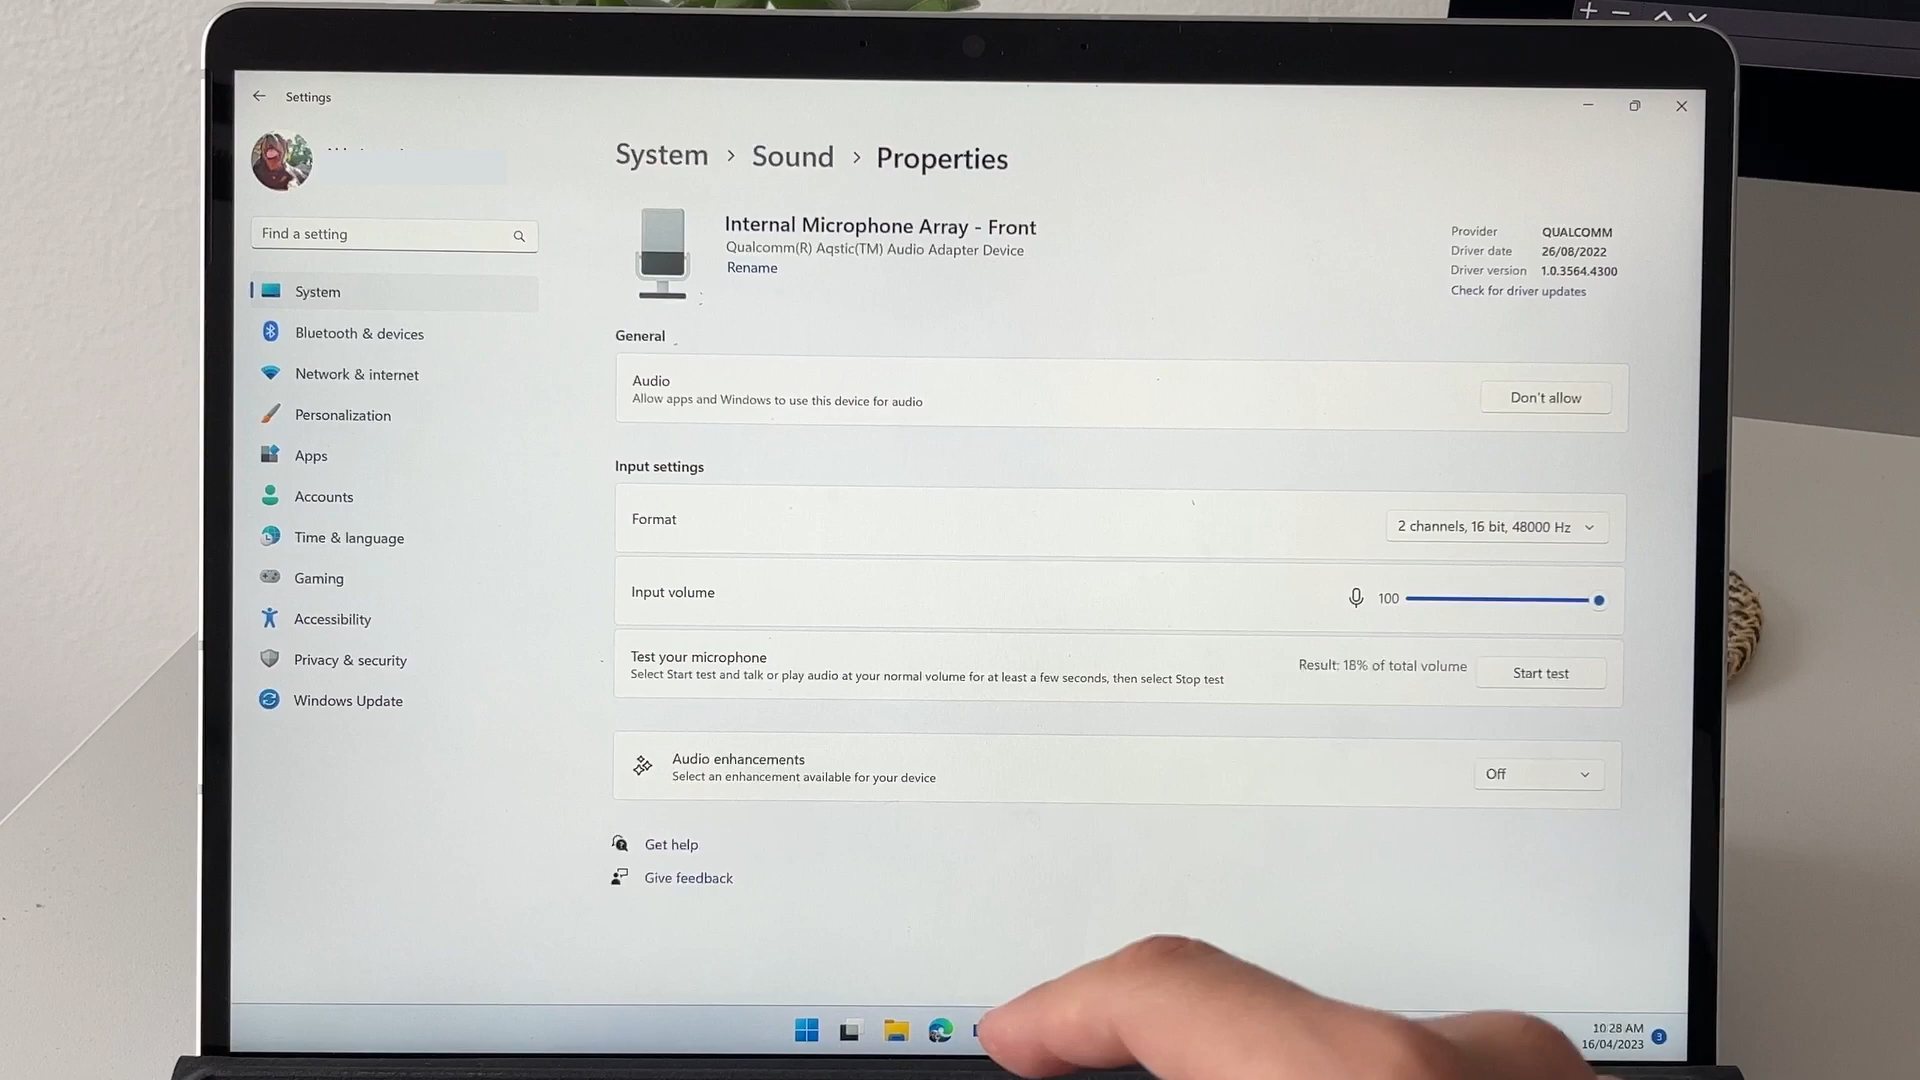 Settings
Find a setting
System
Bluetooth & devices
Network & internet
Personalization
Apps
Accounts
Time & language
Gaming
Accessibility
Privacy & security
Windows Update
System > Sound > Properties
Internal Microphone Array - Front
Qualcomm(R) Aqstic(TM) Audio Adapter Device
Rename
Provider QUALCOMM
Driver date 26/08/2022
Driver version 1.0.3564.4300
Check for driver updates
General
Audio
Allow apps and Windows to use this device for audio
Don't allow
Input settings
Format
2 channels, 16 bit, 48000 Hz
Input volume
100
Test your microphone
Select Start test and talk or play audio at your normal volume for at least a few seconds, then select Stop test
Result: 18% of total volume
Start test
Audio enhancements
Select an enhancement available for your device
Off
Get help
Give feedback
10:28 AM
16/04/2023
3